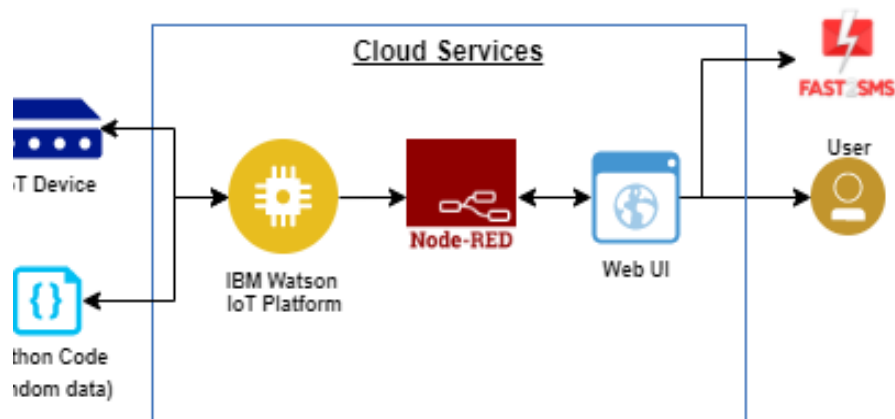 Cloud Services
FAST2SMS
User
T Device
Node-RED
IBM Watson
IoT Platform
Web UI
thon Code
ndom data)